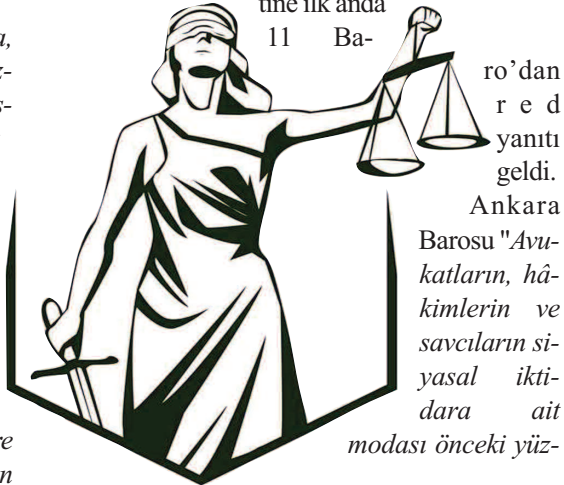 a,
z-
s-
re
n
tine ilk anda
11 Ba-
ro’dan
r e d
yanıtı
geldi.
Ankara
Barosu "Avu-
katların, hâ-
kimlerin ve
savcıların si-
yasal ikti-
dara ait
modası önceki yüz-